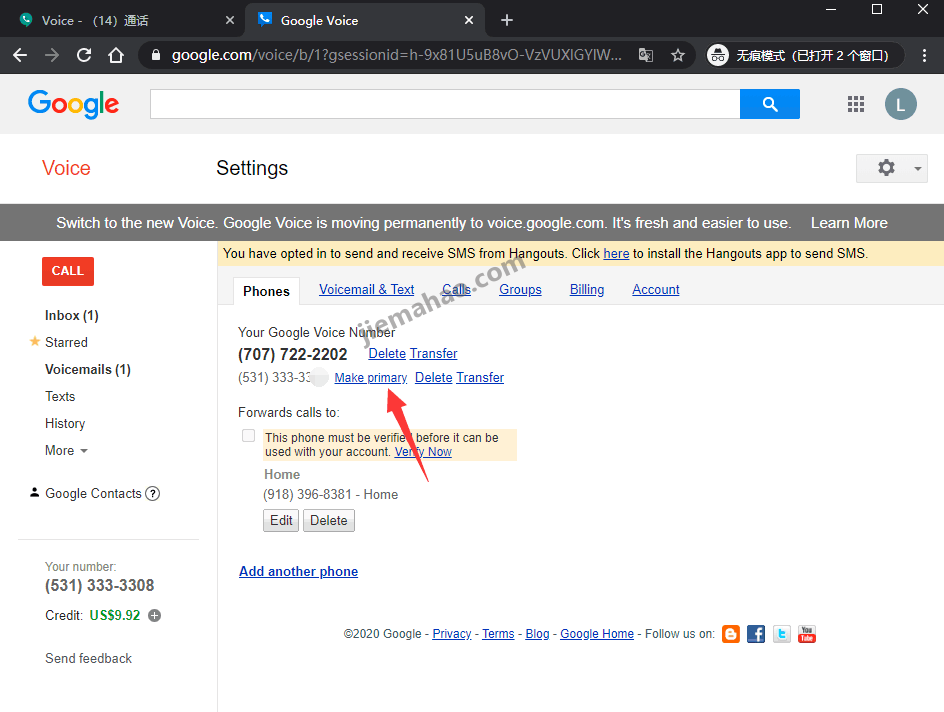 Voice - （14）通话
Google Voice
google.com/voice/b/1?gsessionid=h-9x81U5uB8vO-VzVUXlGYlW...
无痕模式（已打开 2 个窗口）
Google
L
Voice
Settings
Switch to the new Voice. Google Voice is moving permanently to voice.google.com. It's fresh and easier to use. Learn More
CALL
You have opted in to send and receive SMS from Hangouts. Click here to install the Hangouts app to send SMS.
Phones Voicemail & Text Calls Groups Billing Account
jiemahao.com
Inbox (1)
Starred
Voicemails (1)
Texts
History
More
Google Contacts ?
Your number:
(531) 333-3308
Credit: US$9.92
Send feedback
Your Google Voice Number
(707) 722-2202 Delete Transfer
(531) 333-33 Make primary Delete Transfer
Forwards calls to:
This phone must be verified before it can be
used with your account. Verify Now
Home
(918) 396-8381 - Home
Edit Delete
Add another phone
©2020 Google - Privacy - Terms - Blog - Google Home - Follow us on:
You
Tube